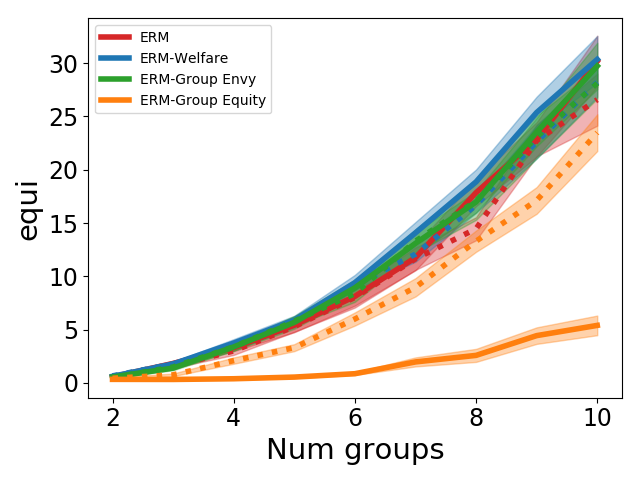 ERM
ERM-Welfare
ERM-Group Envy
ERM-Group Equity
equi
30
25
20
15
10
5
0
2 4 6 8 10
Num groups